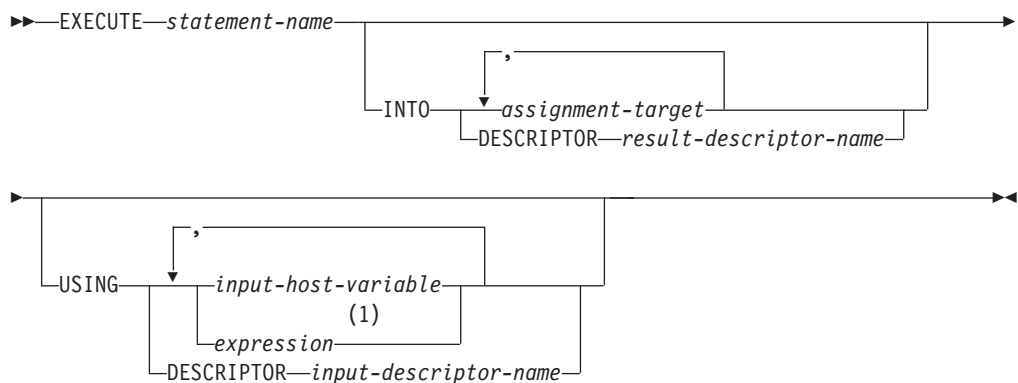 EXECUTE statement-name
,
INTO assignment-target
DESCRIPTOR result-descriptor-name
,
USING input-host-variable
(1)
expression
DESCRIPTOR input-descriptor-name